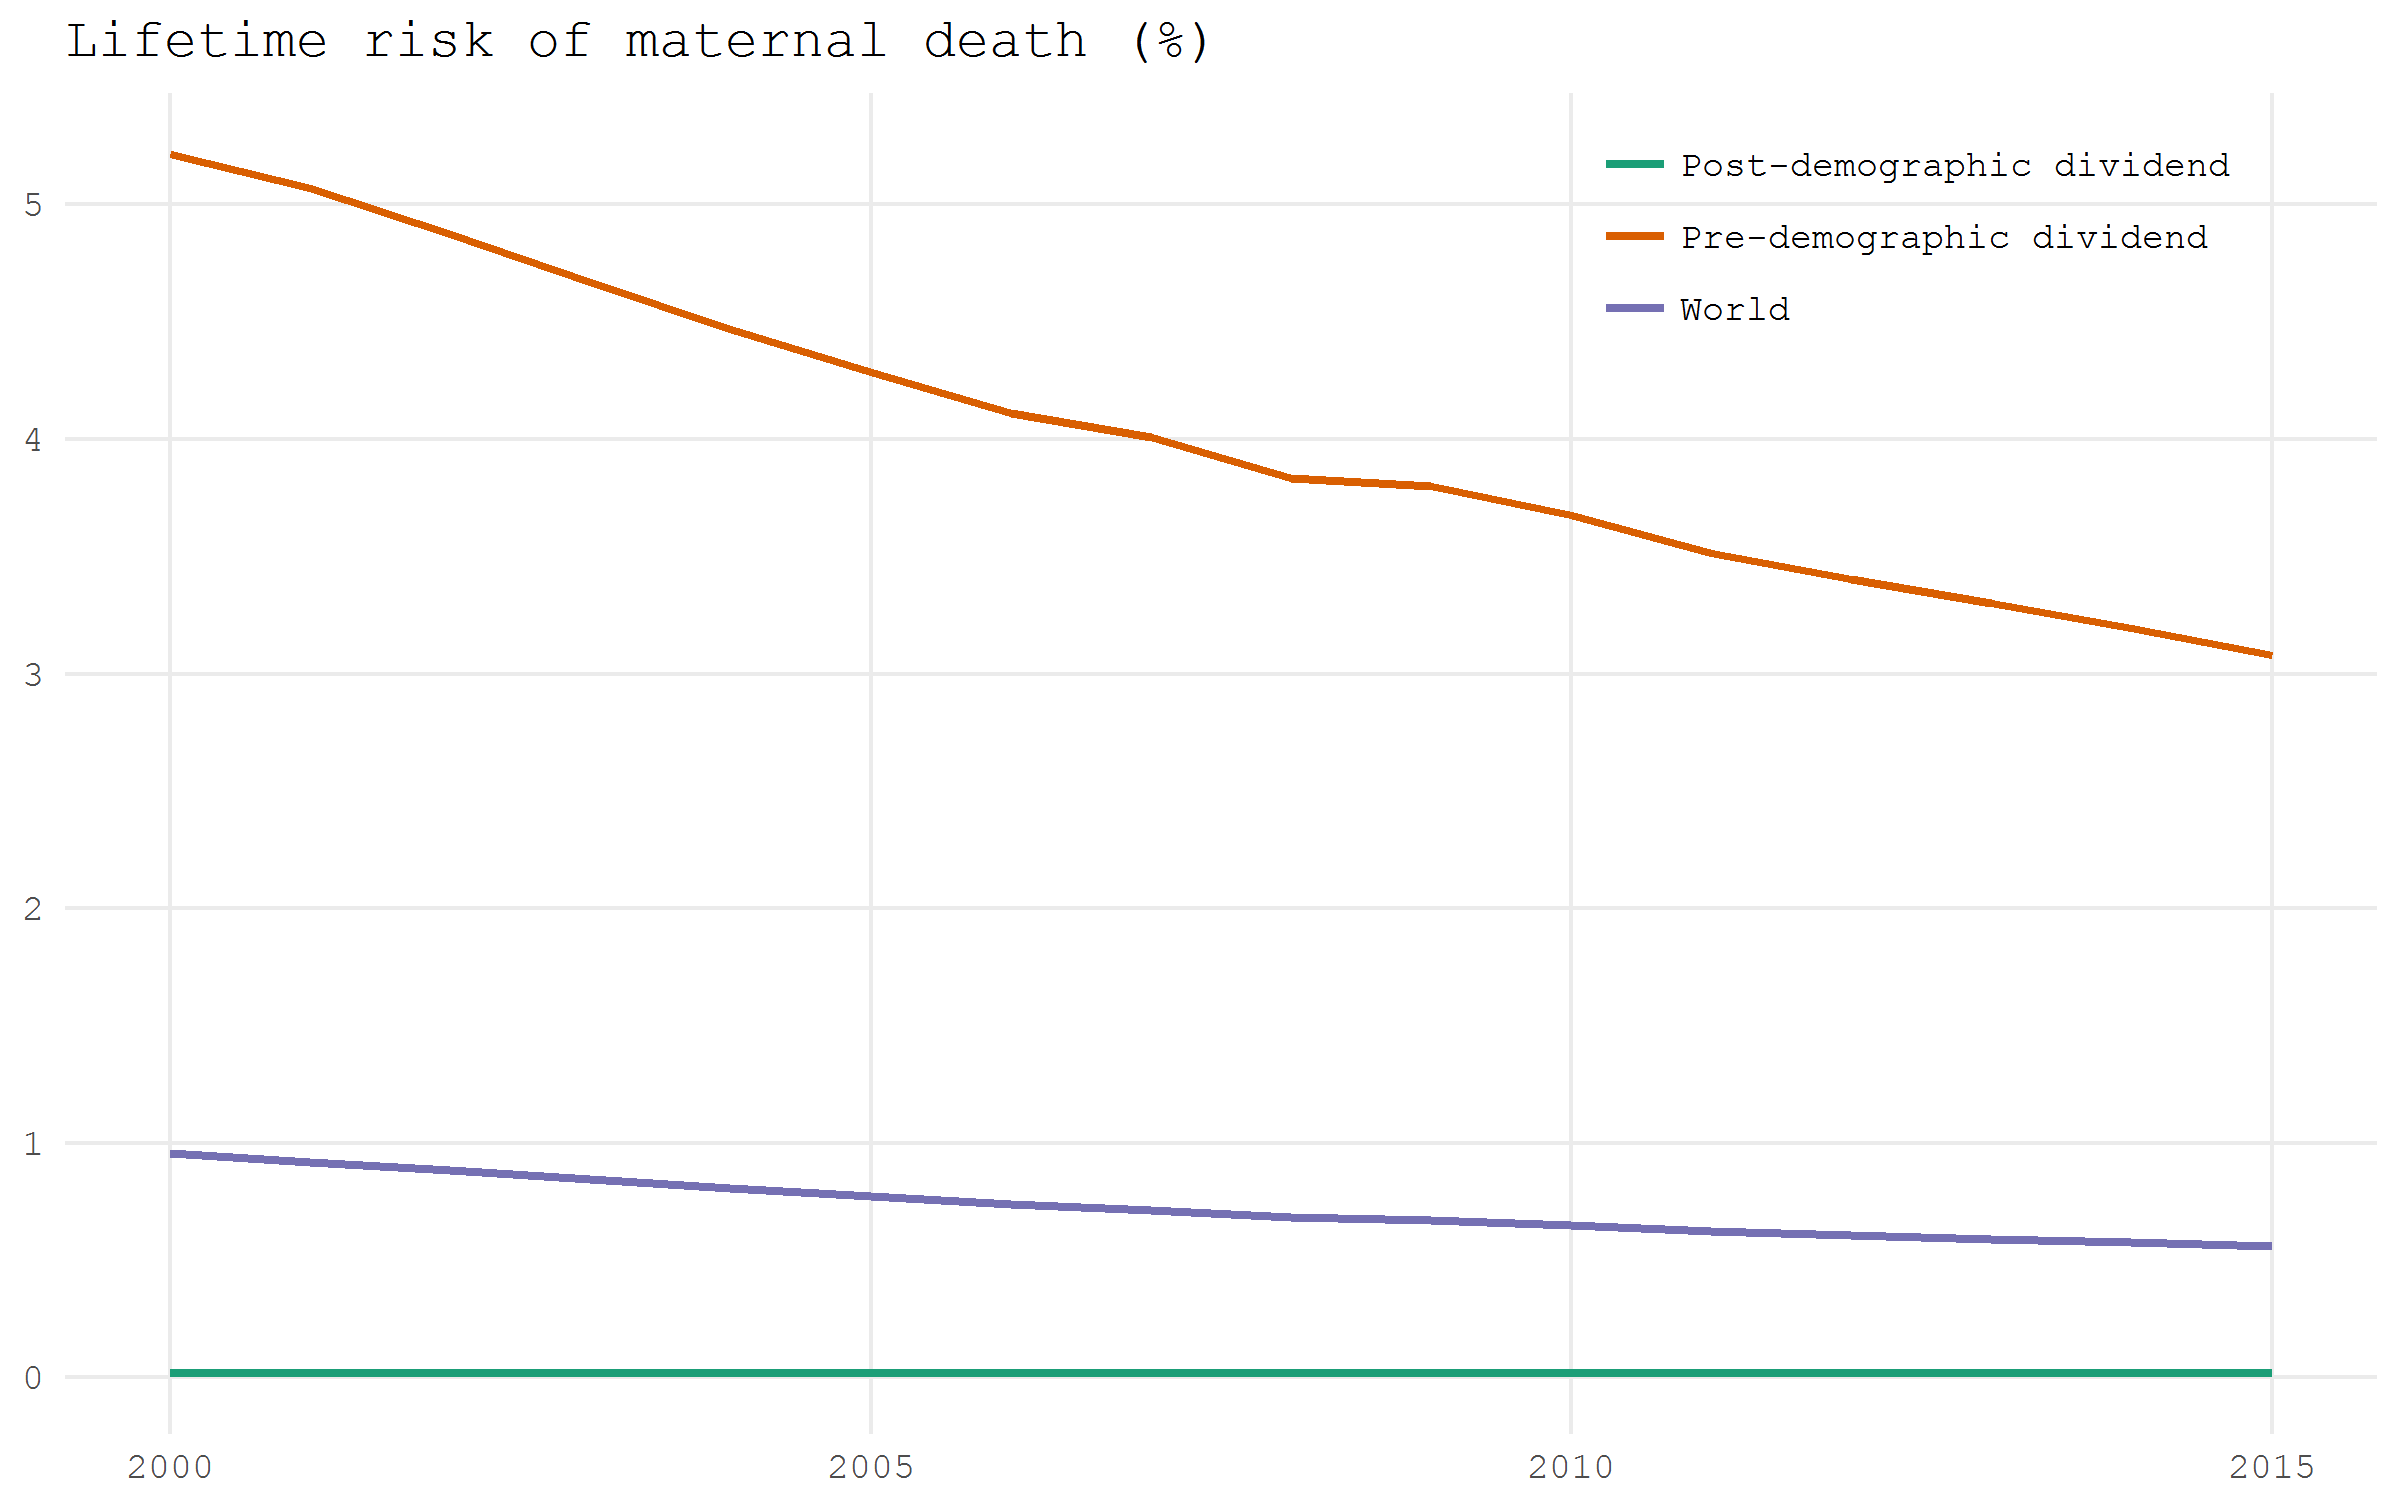 Lifetime risk of maternal death (%)
Post-demographic dividend
Pre-demographic dividend
World
5
4
3
2
1
0
2000 2005 2010 2015